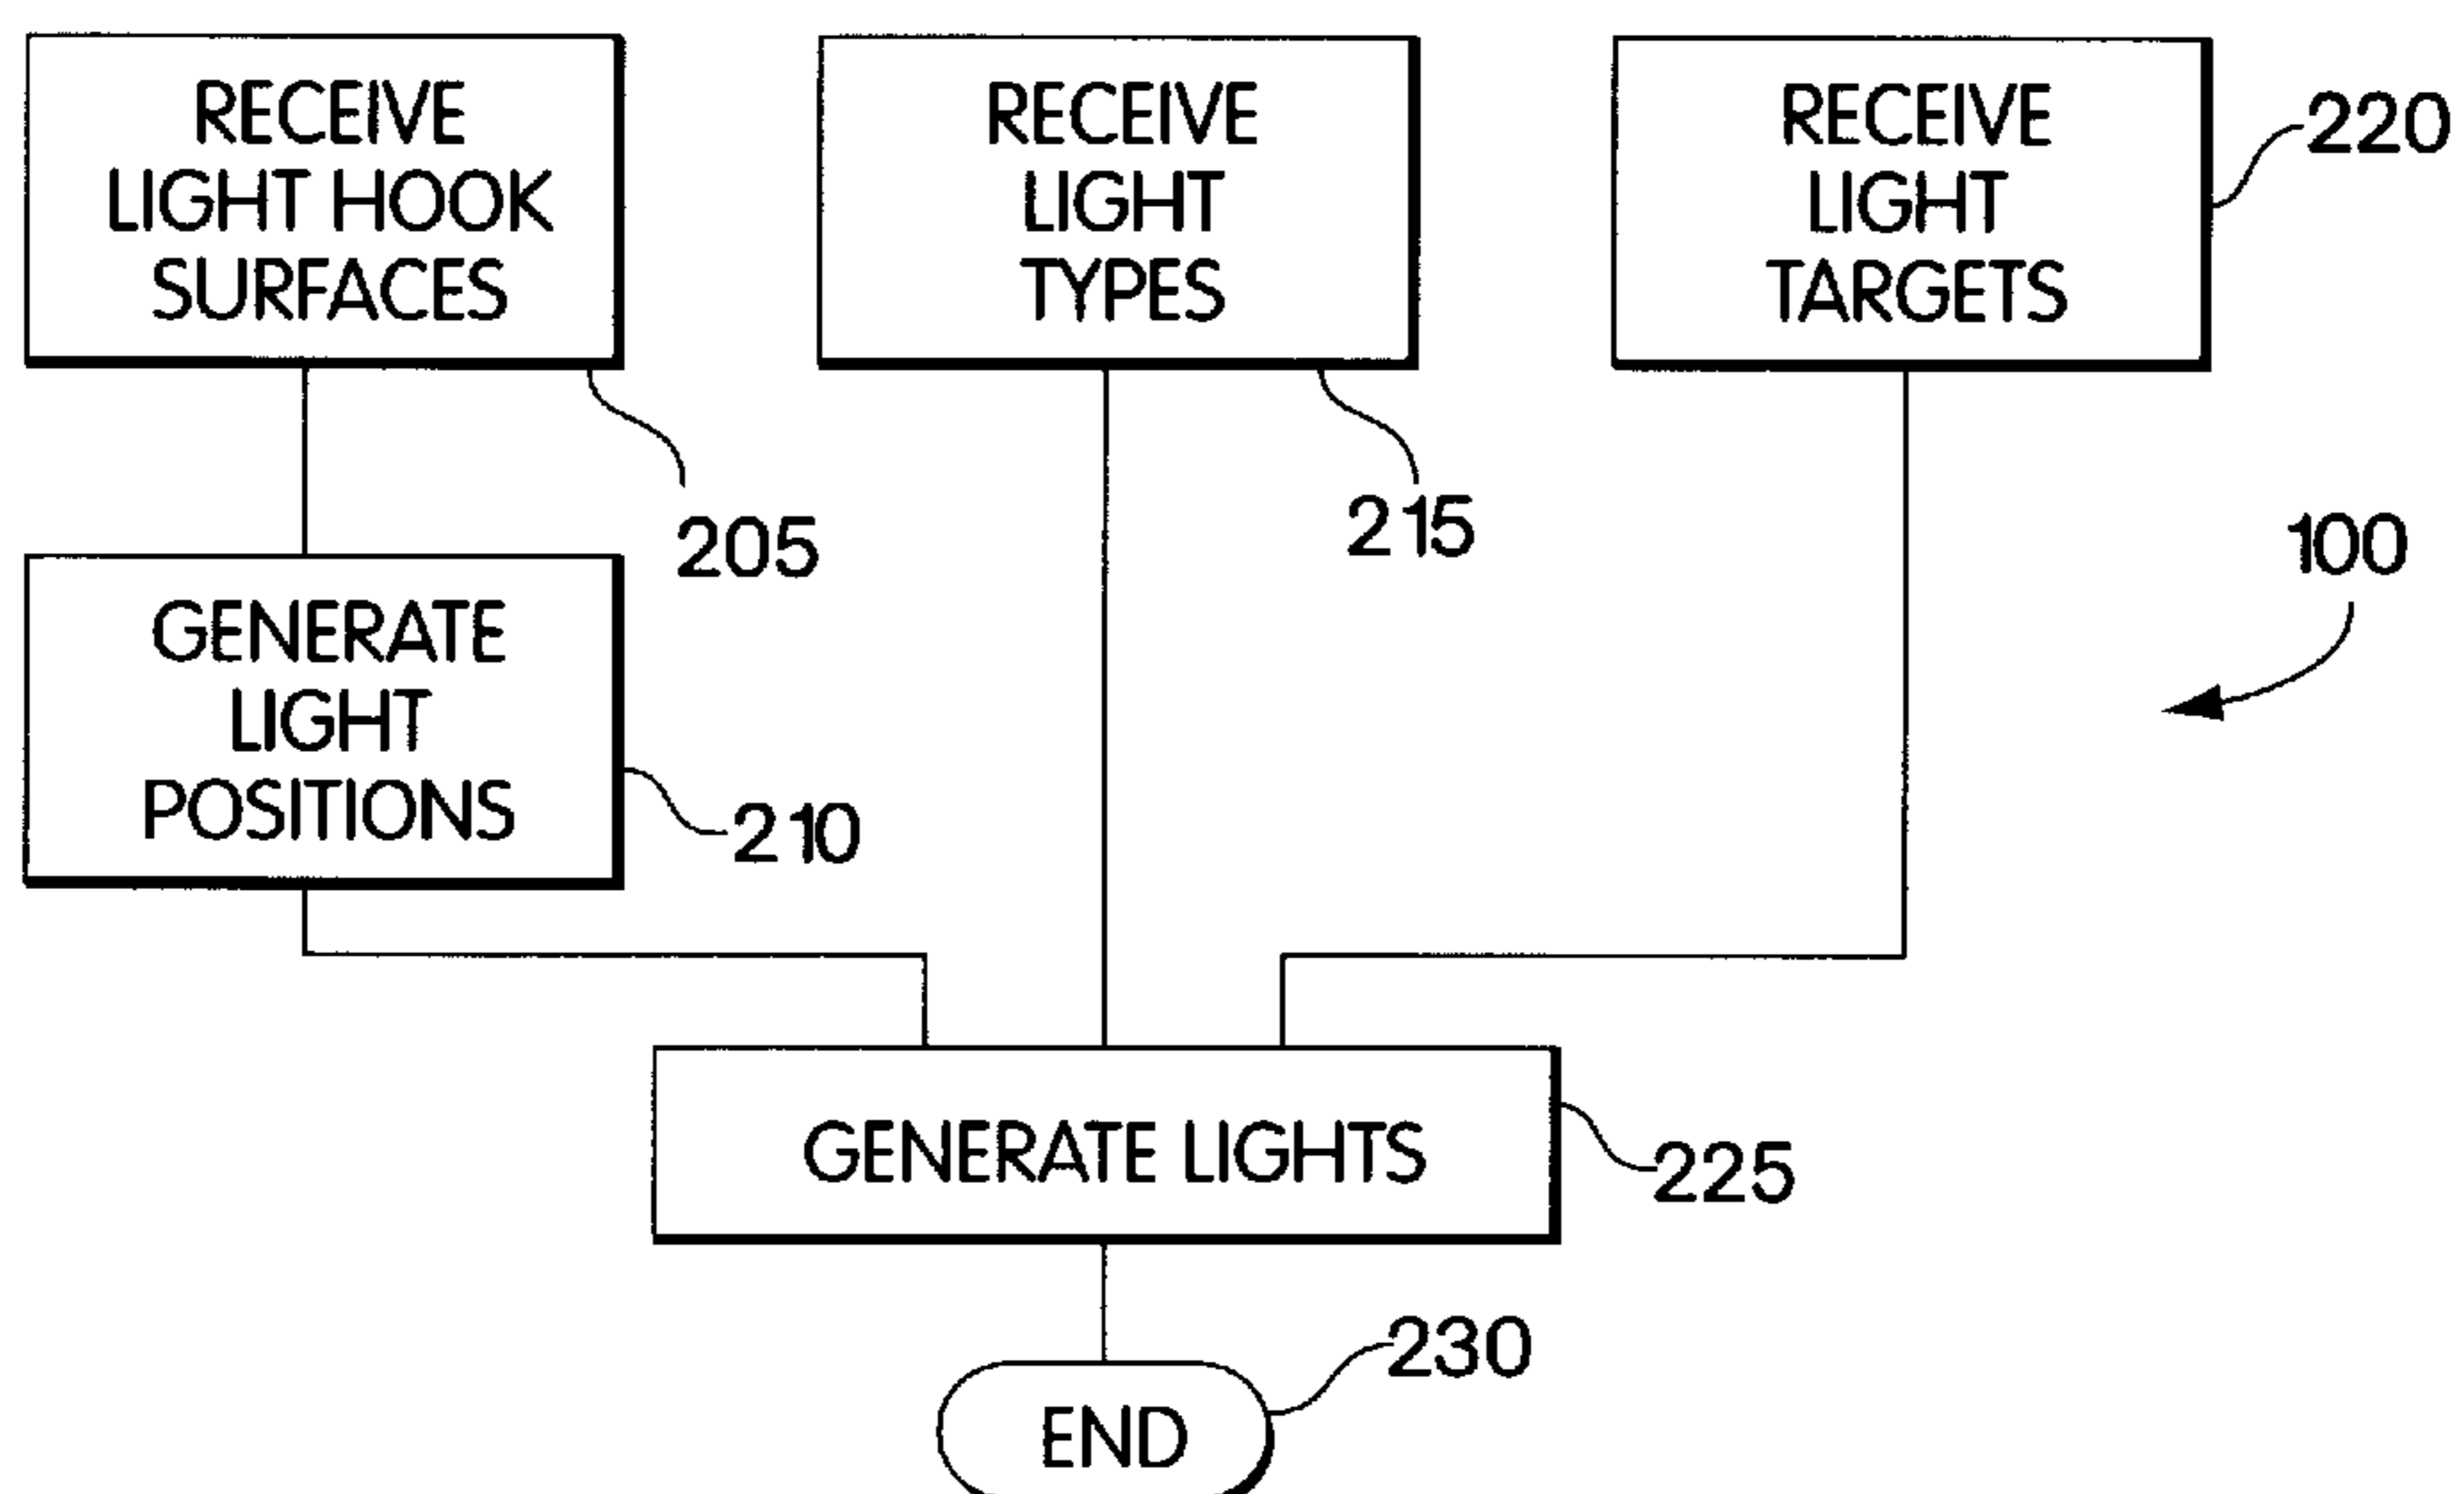 RECEIVE
LIGHT HOOK
SURFACES
RECEIVE
LIGHT
TYPES
RECEIVE
LIGHT
TARGETS
220
205
215
100
GENERATE
LIGHT
POSITIONS
210
GENERATE LIGHTS
225
230
END